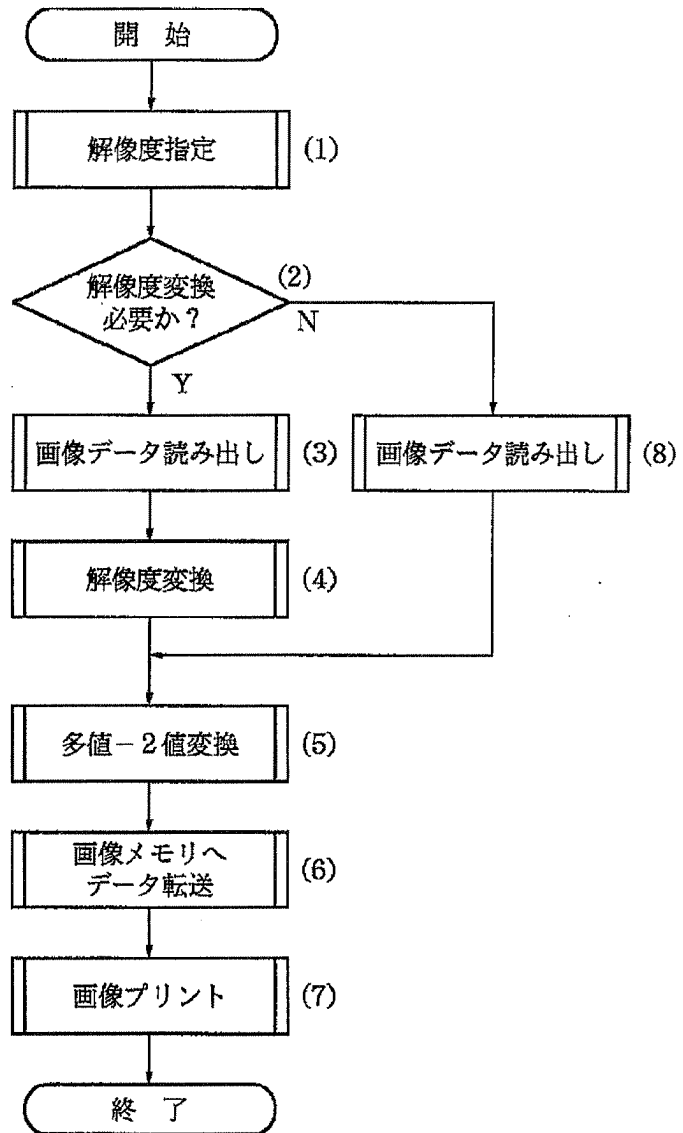 開 始
解像度指定
(1)
(2)
解像度変換
必要か?
N
Y
画像データ読み出し
(3)
画像データ読み出し
(8)
解像度変換
(4)
多値-2値変換
(5)
画像メモリへ
データ転送
(6)
画像プリント
(7)
終 了